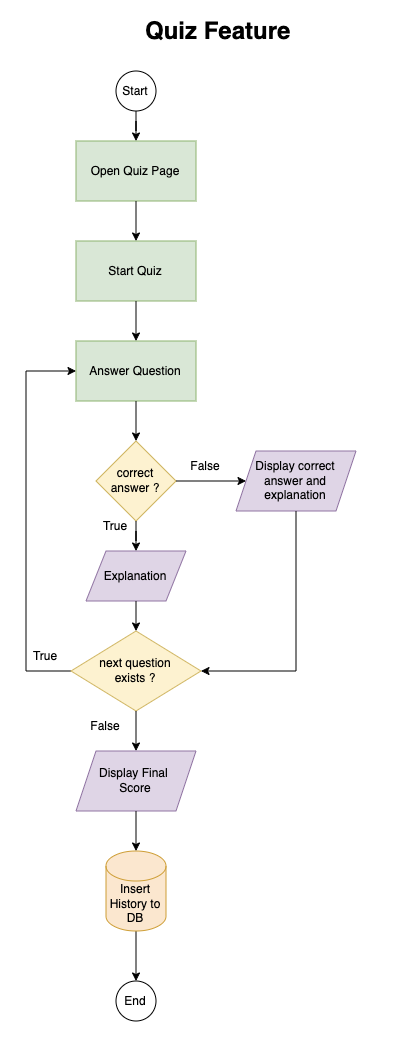 Quiz Feature
Start
Open Quiz Page
Start Quiz
Answer Question
correct
answer ?
False
Display correct
answer and
explanation
True
Explanation
next question
exists ?
True
False
Display Final
Score
Insert
History to
DB
End